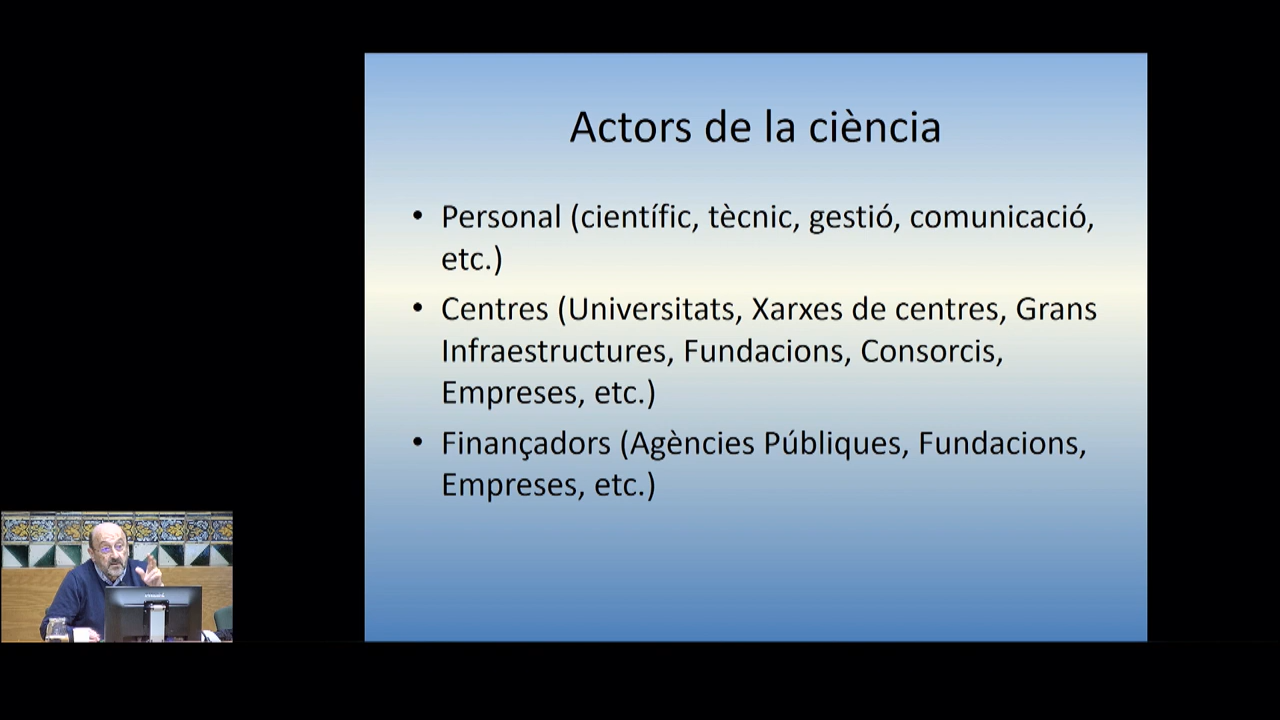 Actors de la ciència
• Personal (científic, tècnic, gestió, comunicació,
etc.)
• Centres (Universitats, Xarxes de centres, Grans
Infraestructures, Fundacions, Consorcis,
Empreses, etc.)
• Finançadors (Agències Públiques, Fundacions,
Empreses, etc.)